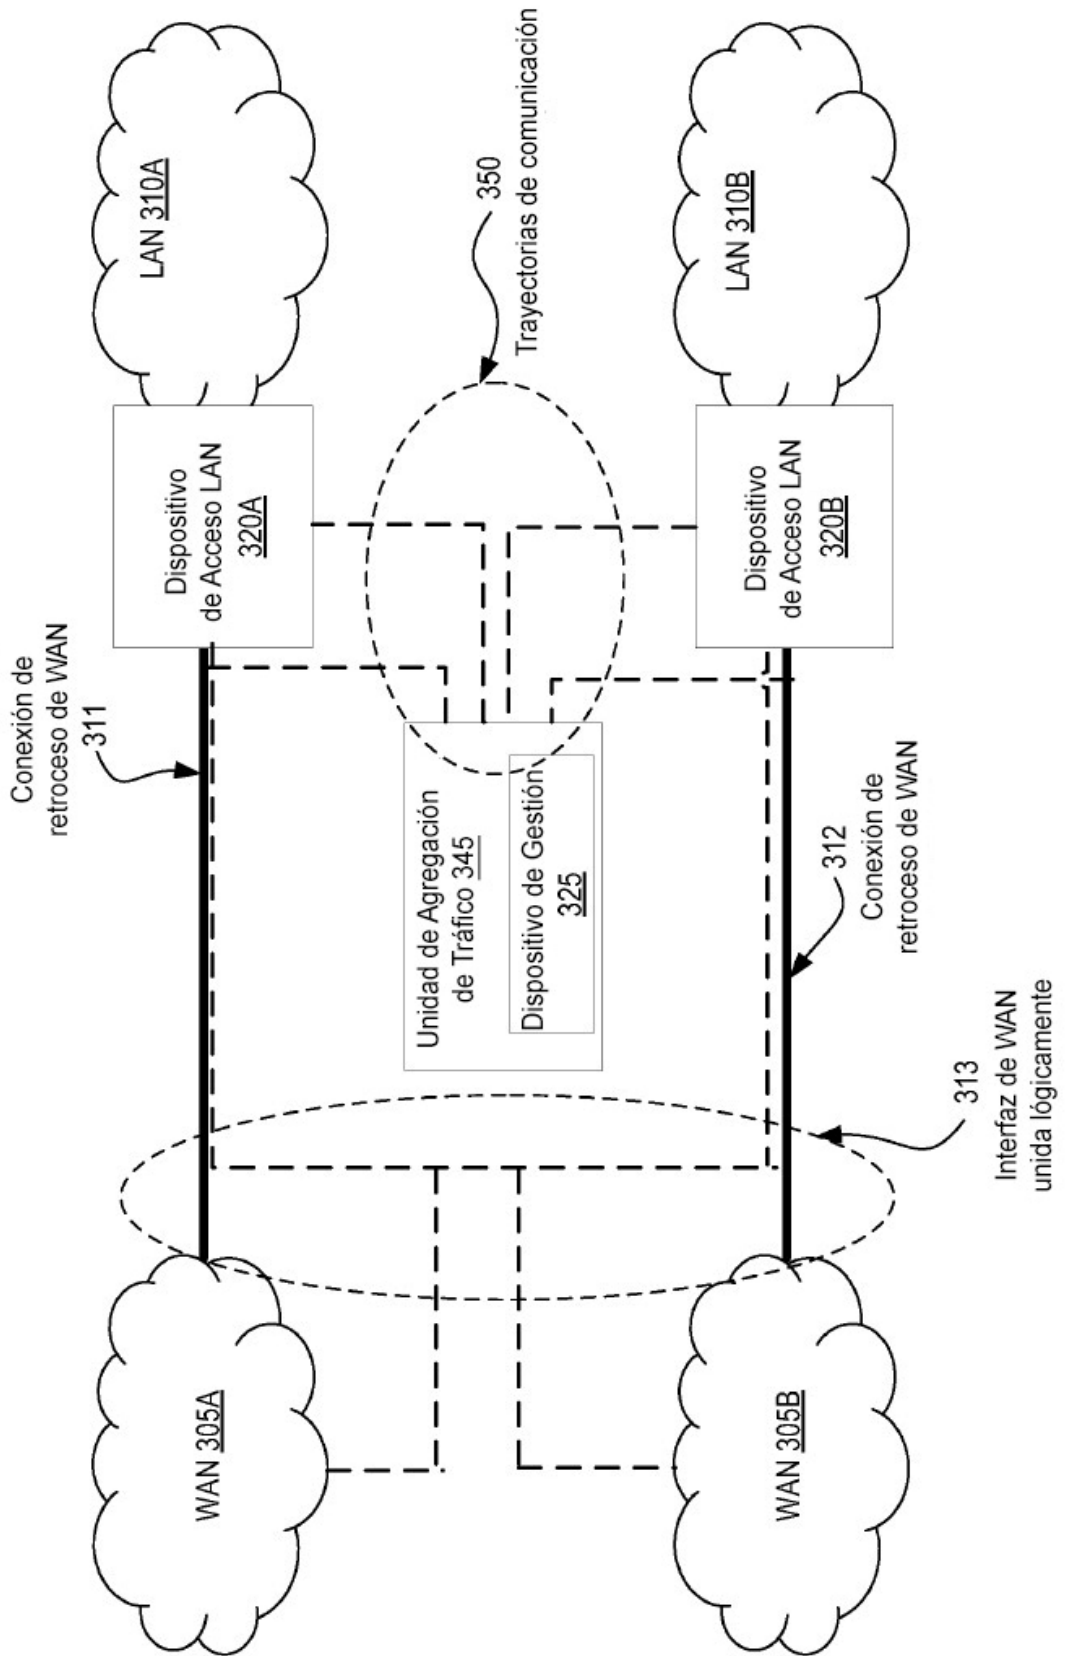 Conexión de
retroceso de WAN
311
WAN 305A
LAN 310A
Dispositivo
de Acceso LAN
320A
Unidad de Agregación
de Tráfico 345
Dispositivo de Gestión
325
350
Trayectorias de comunicación
WAN 305B
LAN 310B
Dispositivo
de Acceso LAN
320B
312
Conexión de
retroceso de WAN
313
Interfaz de WAN
unida lógicamente